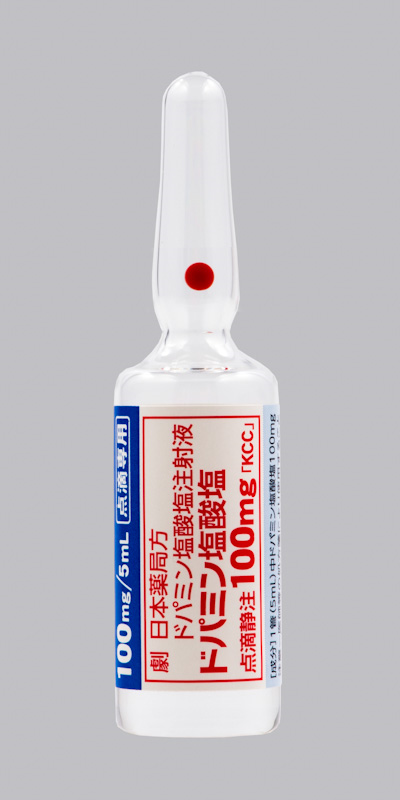 100mg/5mL 点滴専用
劇 日本薬局方
ドパミン塩酸塩注射液
ドパミン塩酸塩
点滴静注100mg「KCC」
[成分]1管(5mL)中ドパミン塩酸塩100mg